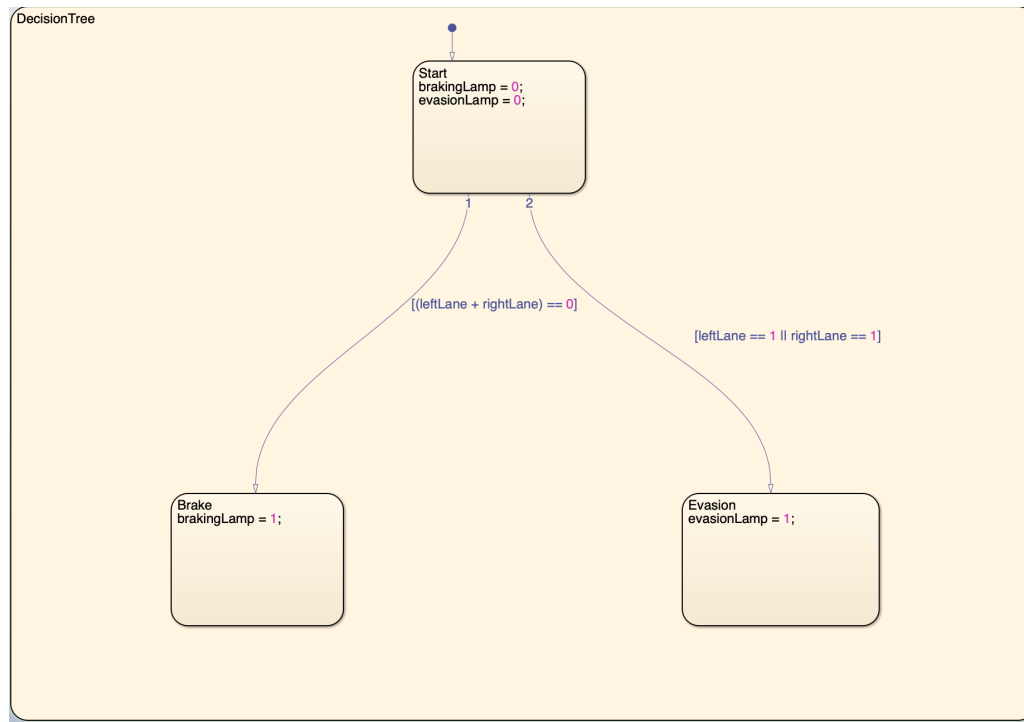 DecisionTree
Start
brakingLamp = 0;
evasionLamp = 0;
1
2
[(leftLane + rightLane) == 0]
[leftLane == 1 || rightLane == 1]
Brake
brakingLamp = 1;
Evasion
evasionLamp = 1;